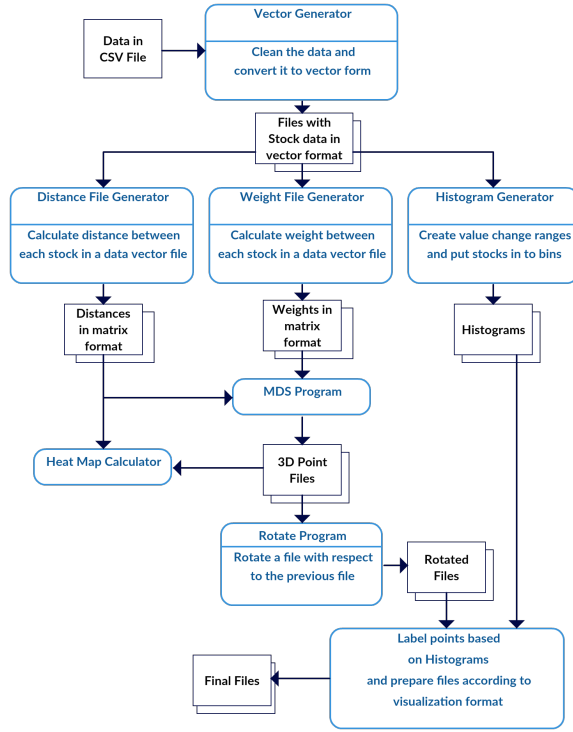 Vector Generator
Data in
CSV File
Clean the data and
convert it to vector form
Files with
Stock data in
vector format
Distance File Generator
Calculate distance between
each stock in a data vector file
Weight File Generator
Calculate weight between
each stock in a data vector file
Histogram Generator
Create value change ranges
and put stocks in to bins
Distances
in matrix
format
Weights in
matrix
format
Histograms
MDS Program
Heat Map Calculator
3D Point
Files
Rotate Program
Rotate a file with respect
to the previous file
Rotated
Files
Label points based
on Histograms
and prepare files according to
visualization format
Final Files